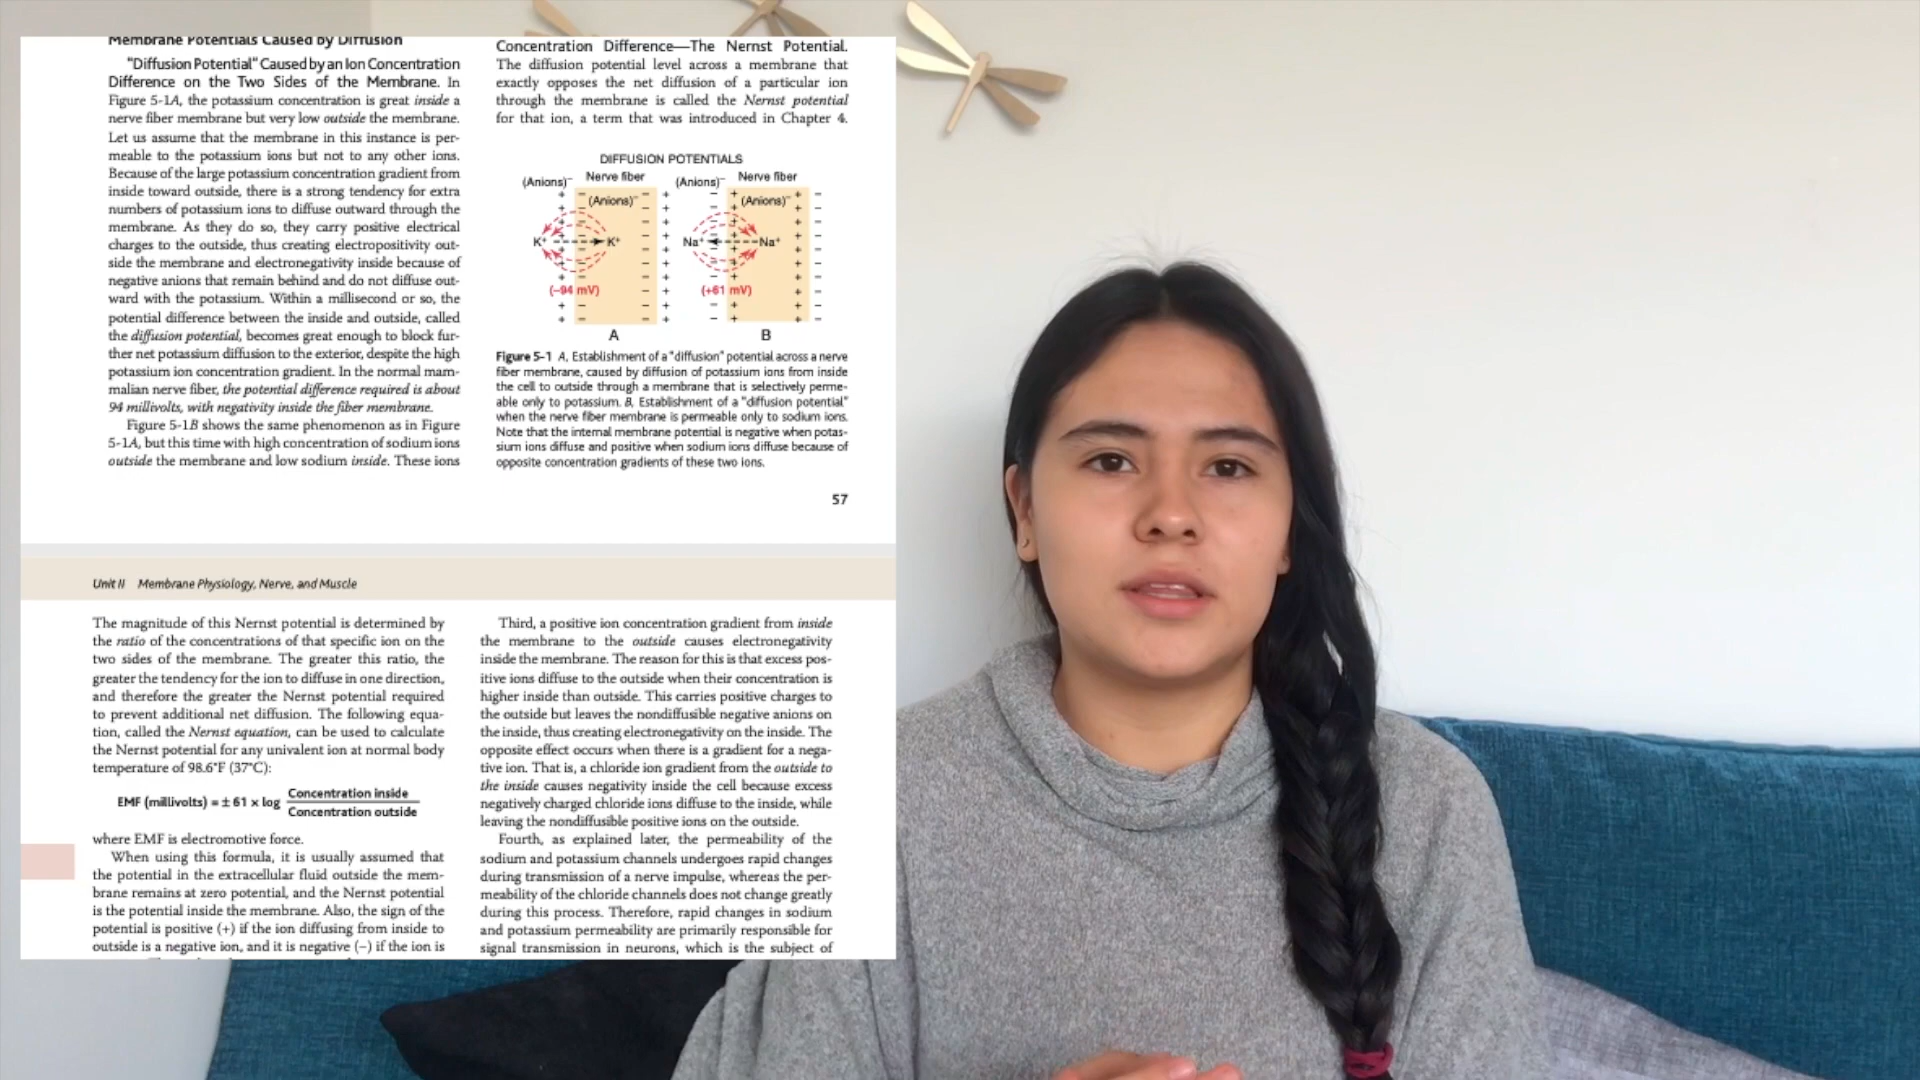 Membrane Potentials Caused by Diffusion
"Diffusion Potential" Caused by an Ion Concentration
Difference on the Two Sides of the Membrane. In
Figure 5-1A, the potassium concentration is great inside a
nerve fiber membrane but very low outside the membrane.
Let us assume that the membrane in this instance is per-
meable to the potassium ions but not to any other ions.
Because of the large potassium concentration gradient from
inside toward outside, there is a strong tendency for extra
numbers of potassium ions to diffuse outward through the
membrane. As they do so, they carry positive electrical
charges to the outside, thus creating electropositivity out-
side the membrane and electronegativity inside because of
negative anions that remain behind and do not diffuse out-
ward with the potassium. Within a millisecond or so, the
potential difference between the inside and outside, called
the diffusion potential, becomes great enough to block fur-
ther net potassium diffusion to the exterior, despite the high
potassium ion concentration gradient. In the normal mam-
malian nerve fiber, the potential difference required is about
94 millivolts, with negativity inside the fiber membrane.
Figure 5-1B shows the same phenomenon as in Figure
5-1A, but this time with high concentration of sodium ions
outside the membrane and low sodium inside. These ions
Concentration Difference—The Nernst Potential.
The diffusion potential level across a membrane that
exactly opposes the net diffusion of a particular ion
through the membrane is called the Nernst potential
for that ion, a term that was introduced in Chapter 4.
DIFFUSION POTENTIALS
(Anions)⁻ Nerve fiber (Anions)⁻ Nerve fiber
(Anions)⁻ (Anions)⁻
K⁺ K⁺ Na⁺ Na⁺
(–94 mV) (+61 mV)
A B
Figure 5-1 A, Establishment of a "diffusion" potential across a nerve
fiber membrane, caused by diffusion of potassium ions from inside
the cell to outside through a membrane that is selectively perme-
able only to potassium. B, Establishment of a "diffusion potential"
when the nerve fiber membrane is permeable only to sodium ions.
Note that the internal membrane potential is negative when potas-
sium ions diffuse and positive when sodium ions diffuse because of
opposite concentration gradients of these two ions.
57
Unit II Membrane Physiology, Nerve, and Muscle
The magnitude of this Nernst potential is determined by
the ratio of the concentrations of that specific ion on the
two sides of the membrane. The greater this ratio, the
greater the tendency for the ion to diffuse in one direction,
and therefore the greater the Nernst potential required
to prevent additional net diffusion. The following equa-
tion, called the Nernst equation, can be used to calculate
the Nernst potential for any univalent ion at normal body
temperature of 98.6°F (37°C):
EMF (millivolts) = ± 61 × log Concentration inside
Concentration outside
where EMF is electromotive force.
When using this formula, it is usually assumed that
the potential in the extracellular fluid outside the mem-
brane remains at zero potential, and the Nernst potential
is the potential inside the membrane. Also, the sign of the
potential is positive (+) if the ion diffusing from inside to
outside is a negative ion, and it is negative (–) if the ion is
Third, a positive ion concentration gradient from inside
the membrane to the outside causes electronegativity
inside the membrane. The reason for this is that excess pos-
itive ions diffuse to the outside when their concentration is
higher inside than outside. This carries positive charges to
the outside but leaves the nondiffusible negative anions on
the inside, thus creating electronegativity on the inside. The
opposite effect occurs when there is a gradient for a nega-
tive ion. That is, a chloride ion gradient from the outside to
the inside causes negativity inside the cell because excess
negatively charged chloride ions diffuse to the inside, while
leaving the nondiffusible positive ions on the outside.
Fourth, as explained later, the permeability of the
sodium and potassium channels undergoes rapid changes
during transmission of a nerve impulse, whereas the per-
meability of the chloride channels does not change greatly
during this process. Therefore, rapid changes in sodium
and potassium permeability are primarily responsible for
signal transmission in neurons, which is the subject of